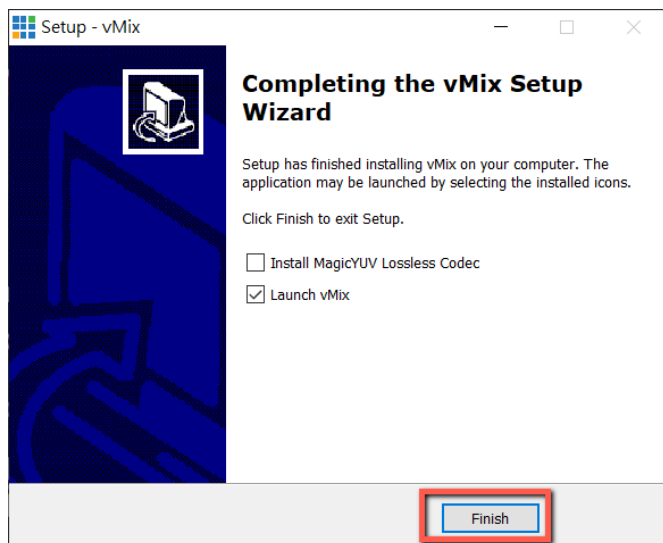 Setup - vMix
Completing the vMix Setup
Wizard
Setup has finished installing vMix on your computer. The
application may be launched by selecting the installed icons.
Click Finish to exit Setup.
Install MagicYUV Lossless Codec
Launch vMix
Finish